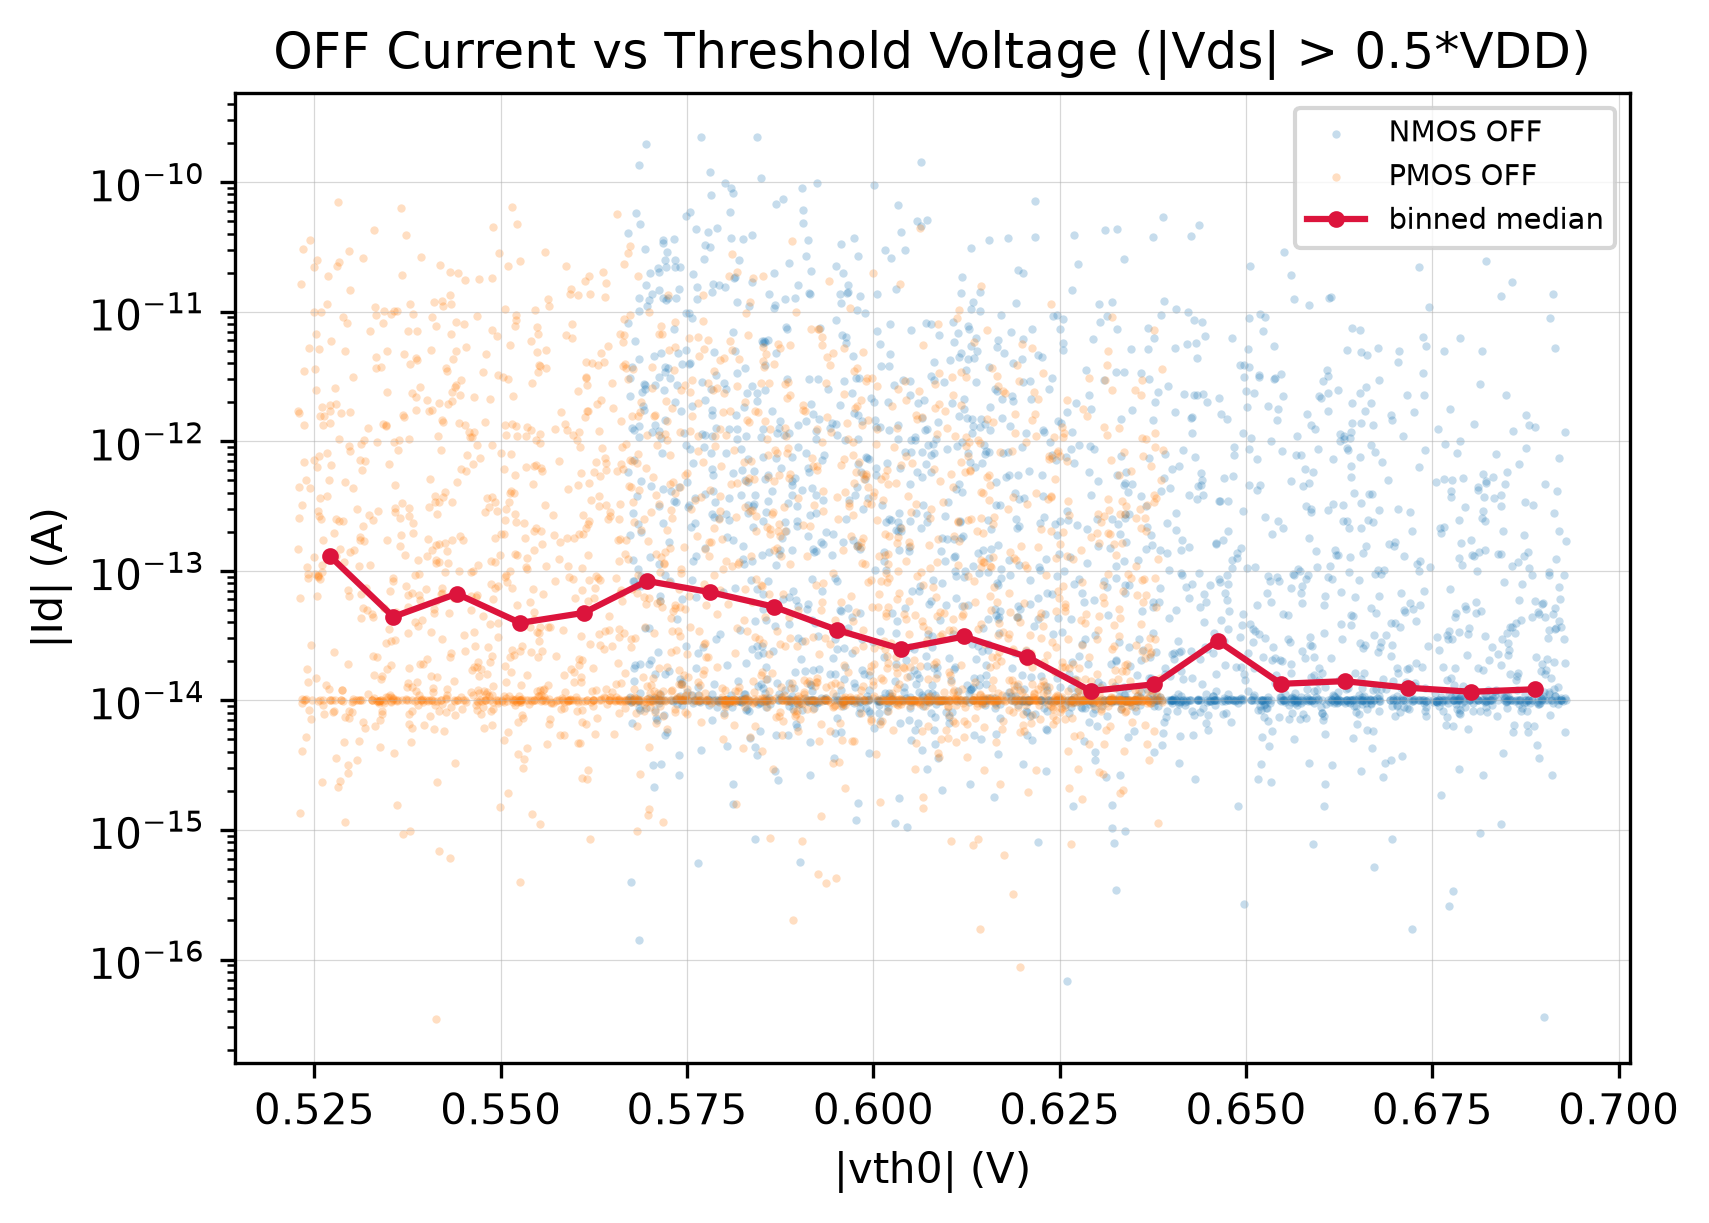 OFF Current vs Threshold Voltage (|Vds| > 0.5*VDD)
NMOS OFF
PMOS OFF
binned median
10⁻¹⁰
10⁻¹¹
10⁻¹²
10⁻¹³
10⁻¹⁴
10⁻¹⁵
10⁻¹⁶
|Id| (A)
0.525 0.550 0.575 0.600 0.625 0.650 0.675 0.700
|vth0| (V)